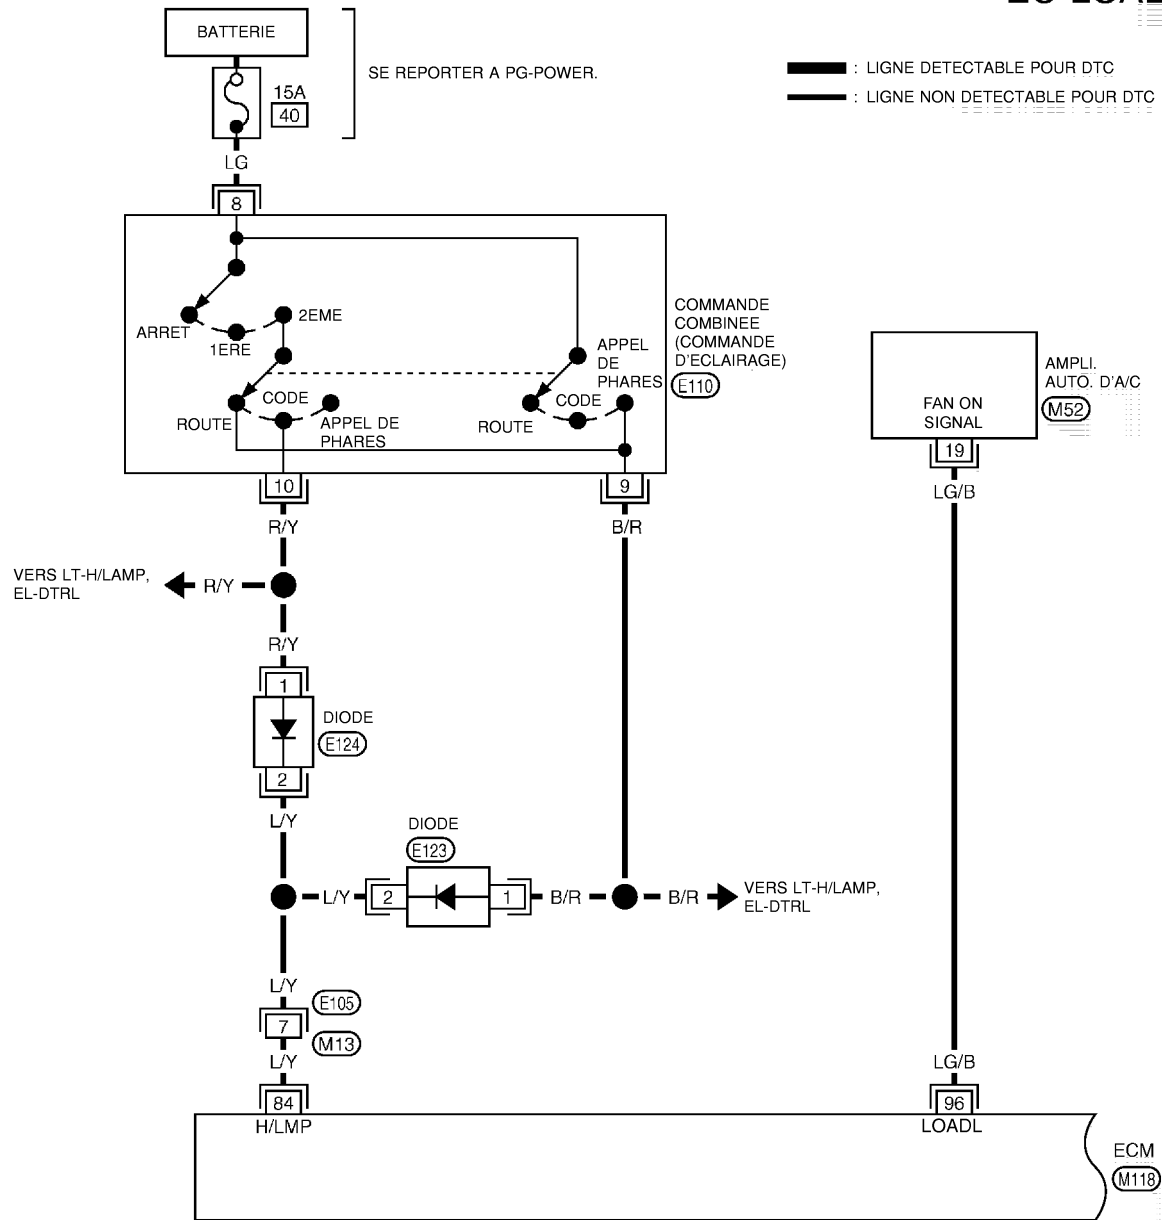 BATTERIE
15A
40
SE REPORTER A PG-POWER.
: LIGNE DETECTABLE POUR DTC
: LIGNE NON DETECTABLE POUR DTC
LG
8
ARRET
1ERE
2EME
ROUTE
CODE
APPEL DE
PHARES
APPEL
DE
PHARES
CODE
ROUTE
COMMANDE
COMBINEE
(COMMANDE
D'ECLAIRAGE)
E110
FAN ON
SIGNAL
AMPLI.
AUTO. D'A/C
M52
19
LG/B
10
9
R/Y
B/R
VERS LT-H/LAMP,
EL-DTRL
R/Y
R/Y
1
DIODE
E124
2
L/Y
DIODE
E123
L/Y
2
1
B/R
B/R
VERS LT-H/LAMP,
EL-DTRL
L/Y
E105
7
M13
L/Y
LG/B
84
H/LMP
96
LOADL
ECM
M118